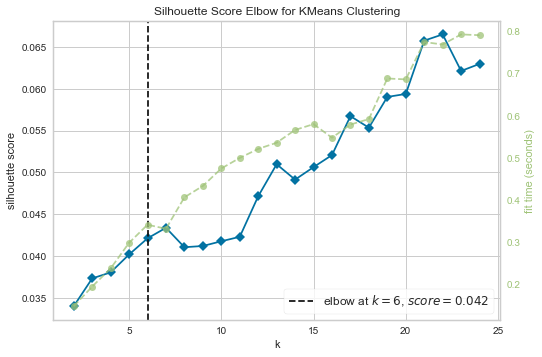 Silhouette Score Elbow for KMeans Clustering
silhouette score
0.065
0.060
0.055
0.050
0.045
0.040
0.035
0.8
0.7
0.6
0.5
0.4
0.3
0.2
fit time (seconds)
elbow at k = 6, score = 0.042
5 10 15 20 25
k